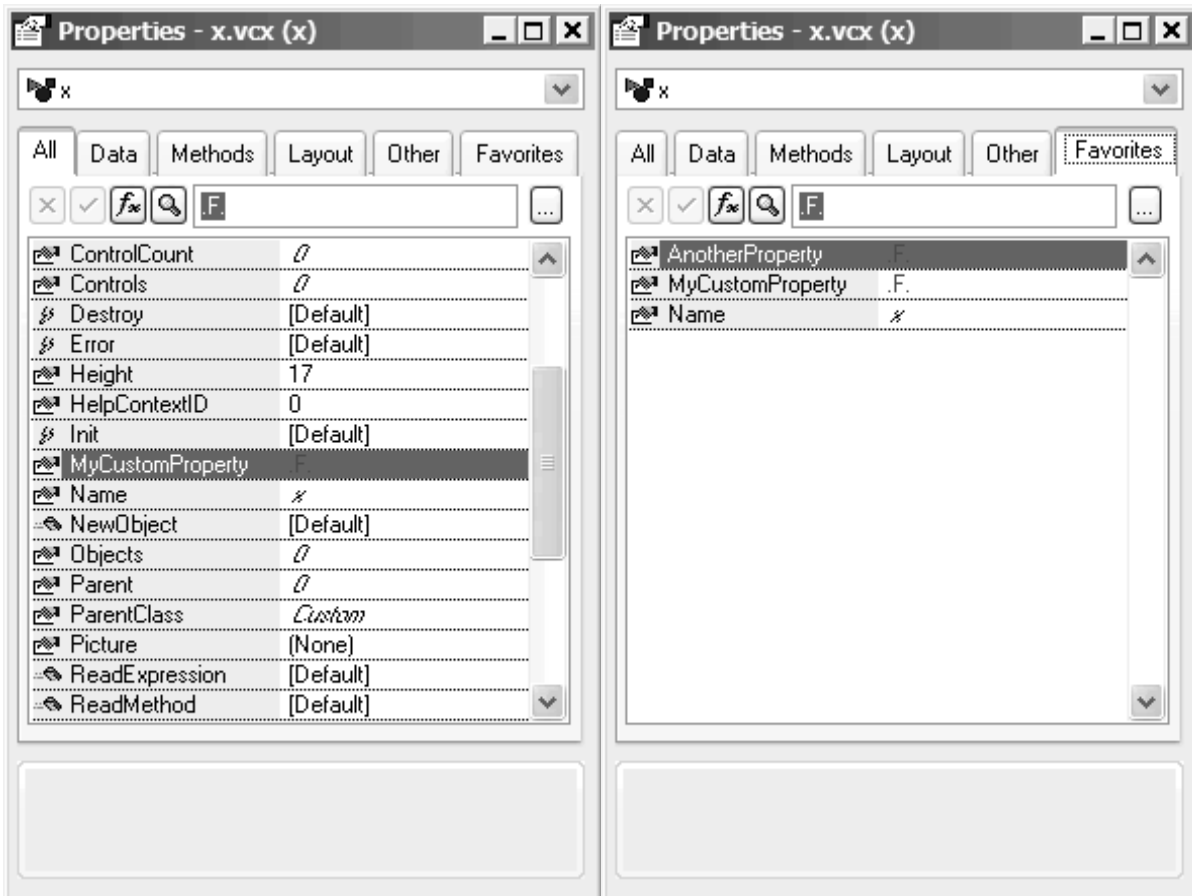 Properties - x.vcx (x)
x
All Data Methods Layout Other Favorites
.F.
...
ControlCount 0
Controls 0
Destroy [Default]
Error [Default]
Height 17
HelpContextID 0
Init [Default]
MyCustomProperty .F.
Name x
NewObject [Default]
Objects 0
Parent 0
ParentClass Custom
Picture (None)
ReadExpression [Default]
ReadMethod [Default]
Properties - x.vcx (x)
x
All Data Methods Layout Other Favorites
.F.
...
AnotherProperty .F.
MyCustomProperty .F.
Name x